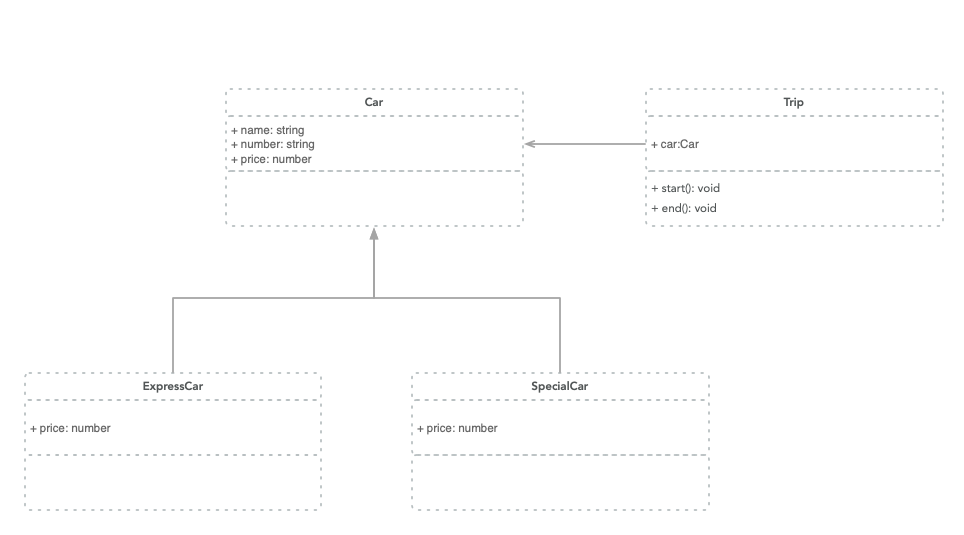 Car
+ name: string
+ number: string
+ price: number
Trip
+ car:Car
+ start(): void
+ end(): void
ExpressCar
+ price: number
SpecialCar
+ price: number